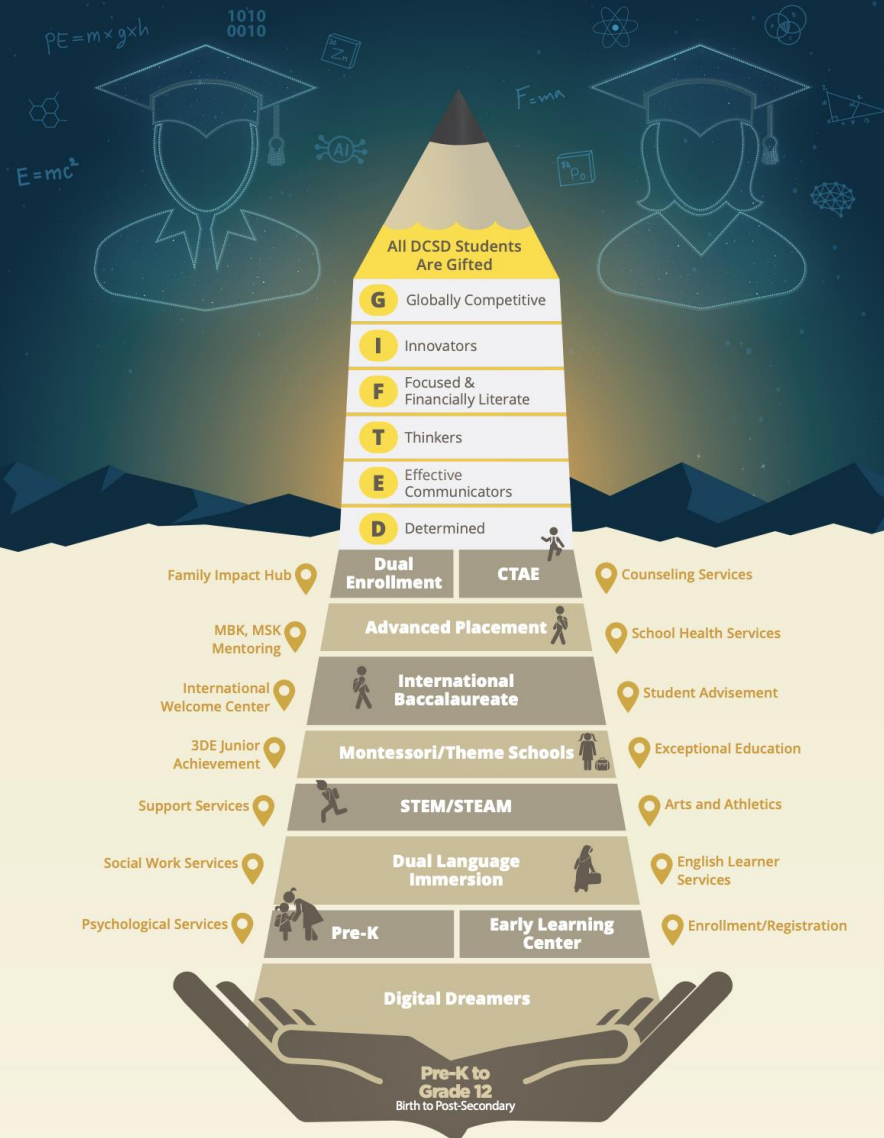 PE=m×g×h
1010
0010
30
Zn
F=ma
AI
E=mc²
84
Po
All DCSD Students
Are Gifted
G Globally Competitive
I Innovators
F Focused &
Financially Literate
T Thinkers
E Effective
Communicators
D Determined
Family Impact Hub
Dual
Enrollment
CTAE
Counseling Services
MBK, MSK
Mentoring
Advanced Placement
School Health Services
International
Welcome Center
International
Baccalaureate
Student Advisement
3DE Junior
Achievement
Montessori/Theme Schools
Exceptional Education
Support Services
STEM/STEAM
Arts and Athletics
Social Work Services
Dual Language
Immersion
English Learner
Services
Psychological Services
Pre-K
Early Learning
Center
Enrollment/Registration
Digital Dreamers
Pre-K to
Grade 12
Birth to Post-Secondary